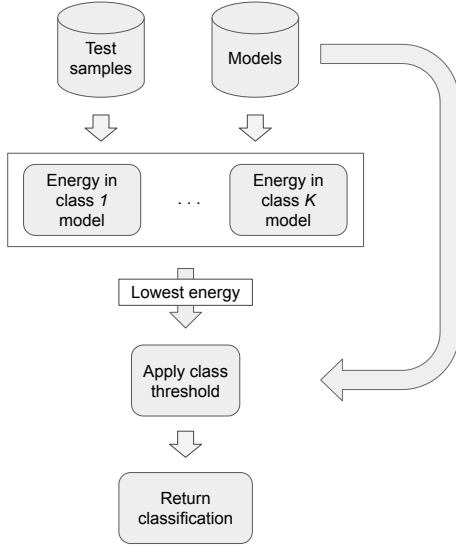 Test
samples
Models
Energy in
class 1
model
. . .
Energy in
class K
model
Lowest energy
Apply class
threshold
Return
classification